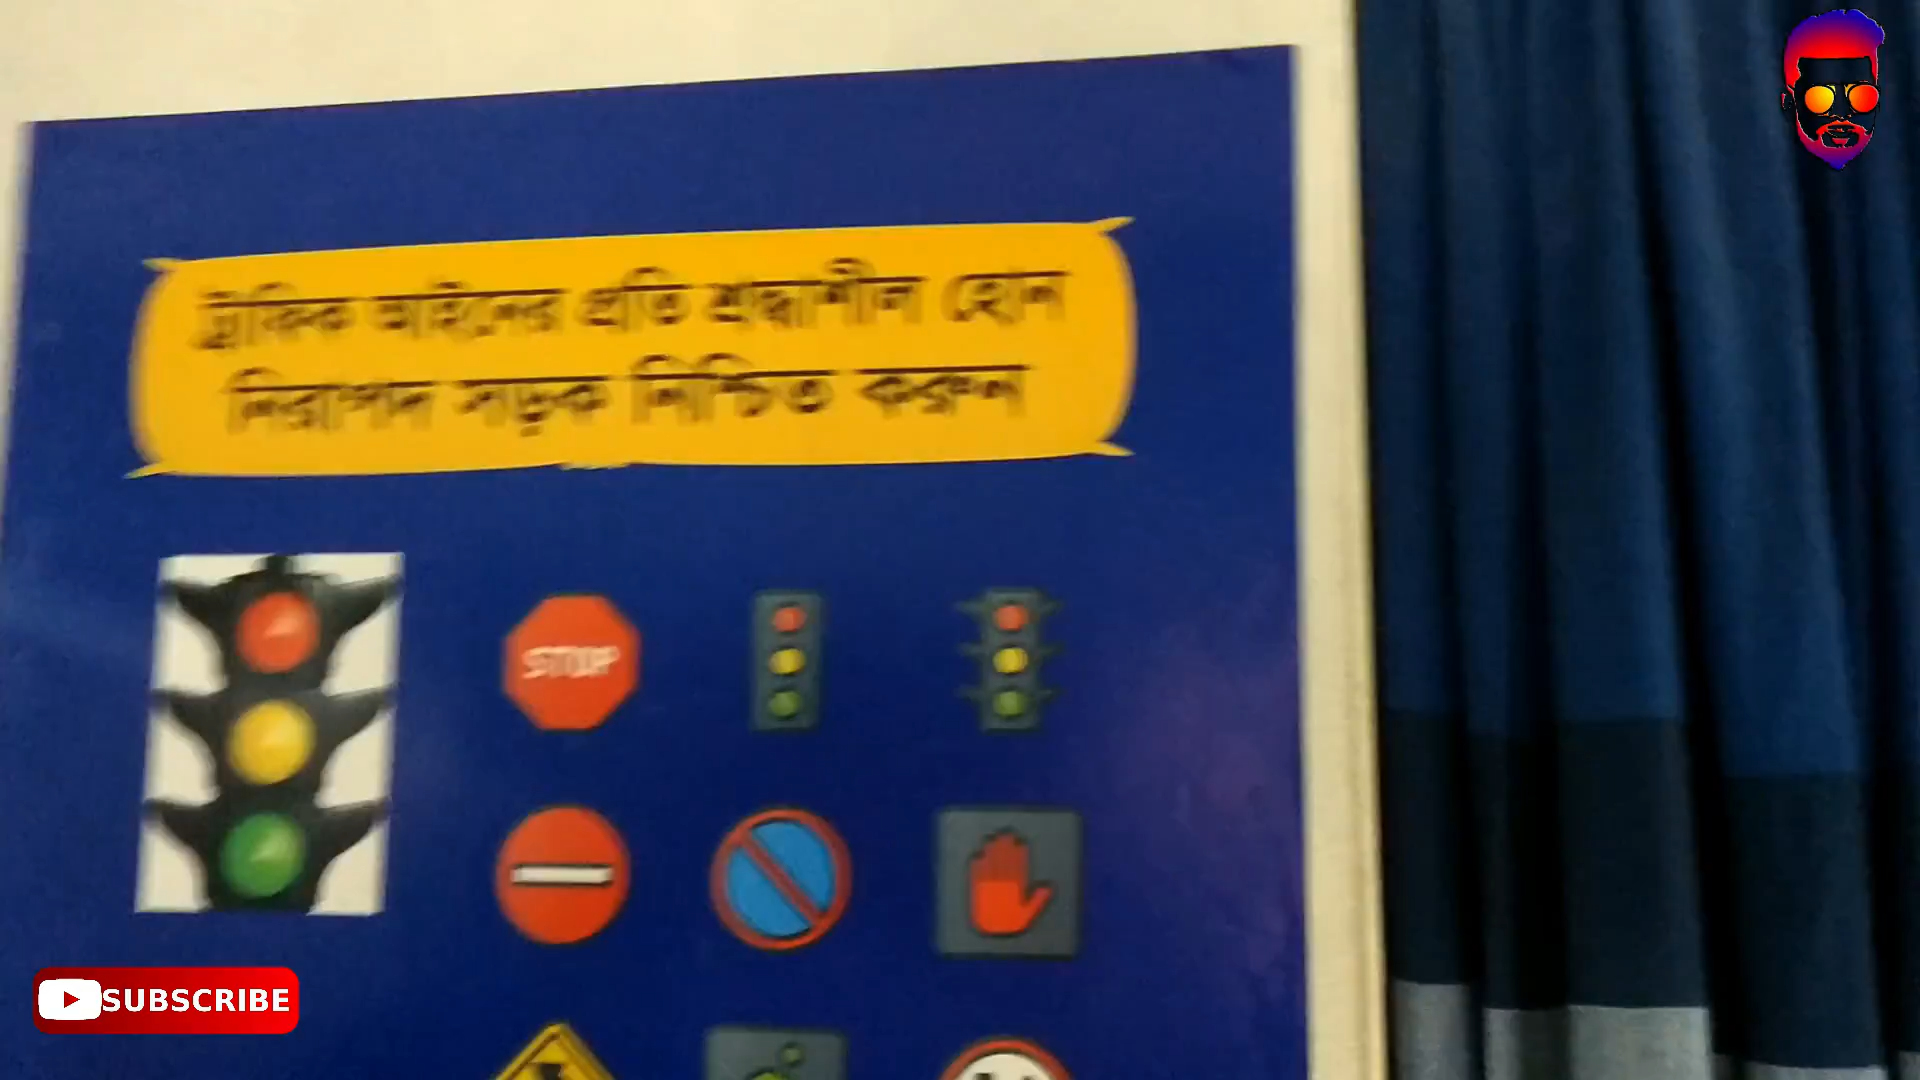 ট্রাফিক আইনের প্রতি শ্রদ্ধাশীল হোন
নিরাপদ সড়ক নিশ্চিত করুন
STOP
SUBSCRIBE